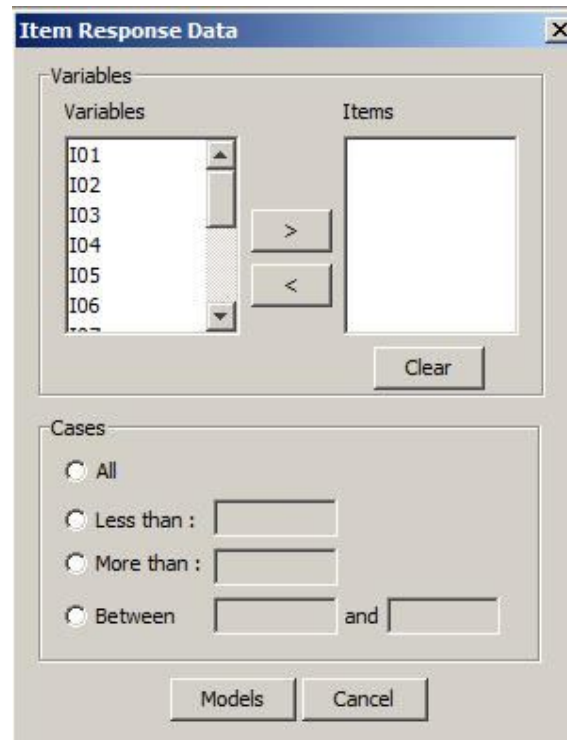 Item Response Data
Variables
Variables
Items
I01
I02
I03
I04
I05
I06
>
<
Clear
Cases
All
Less than :
More than :
Between and
Models Cancel